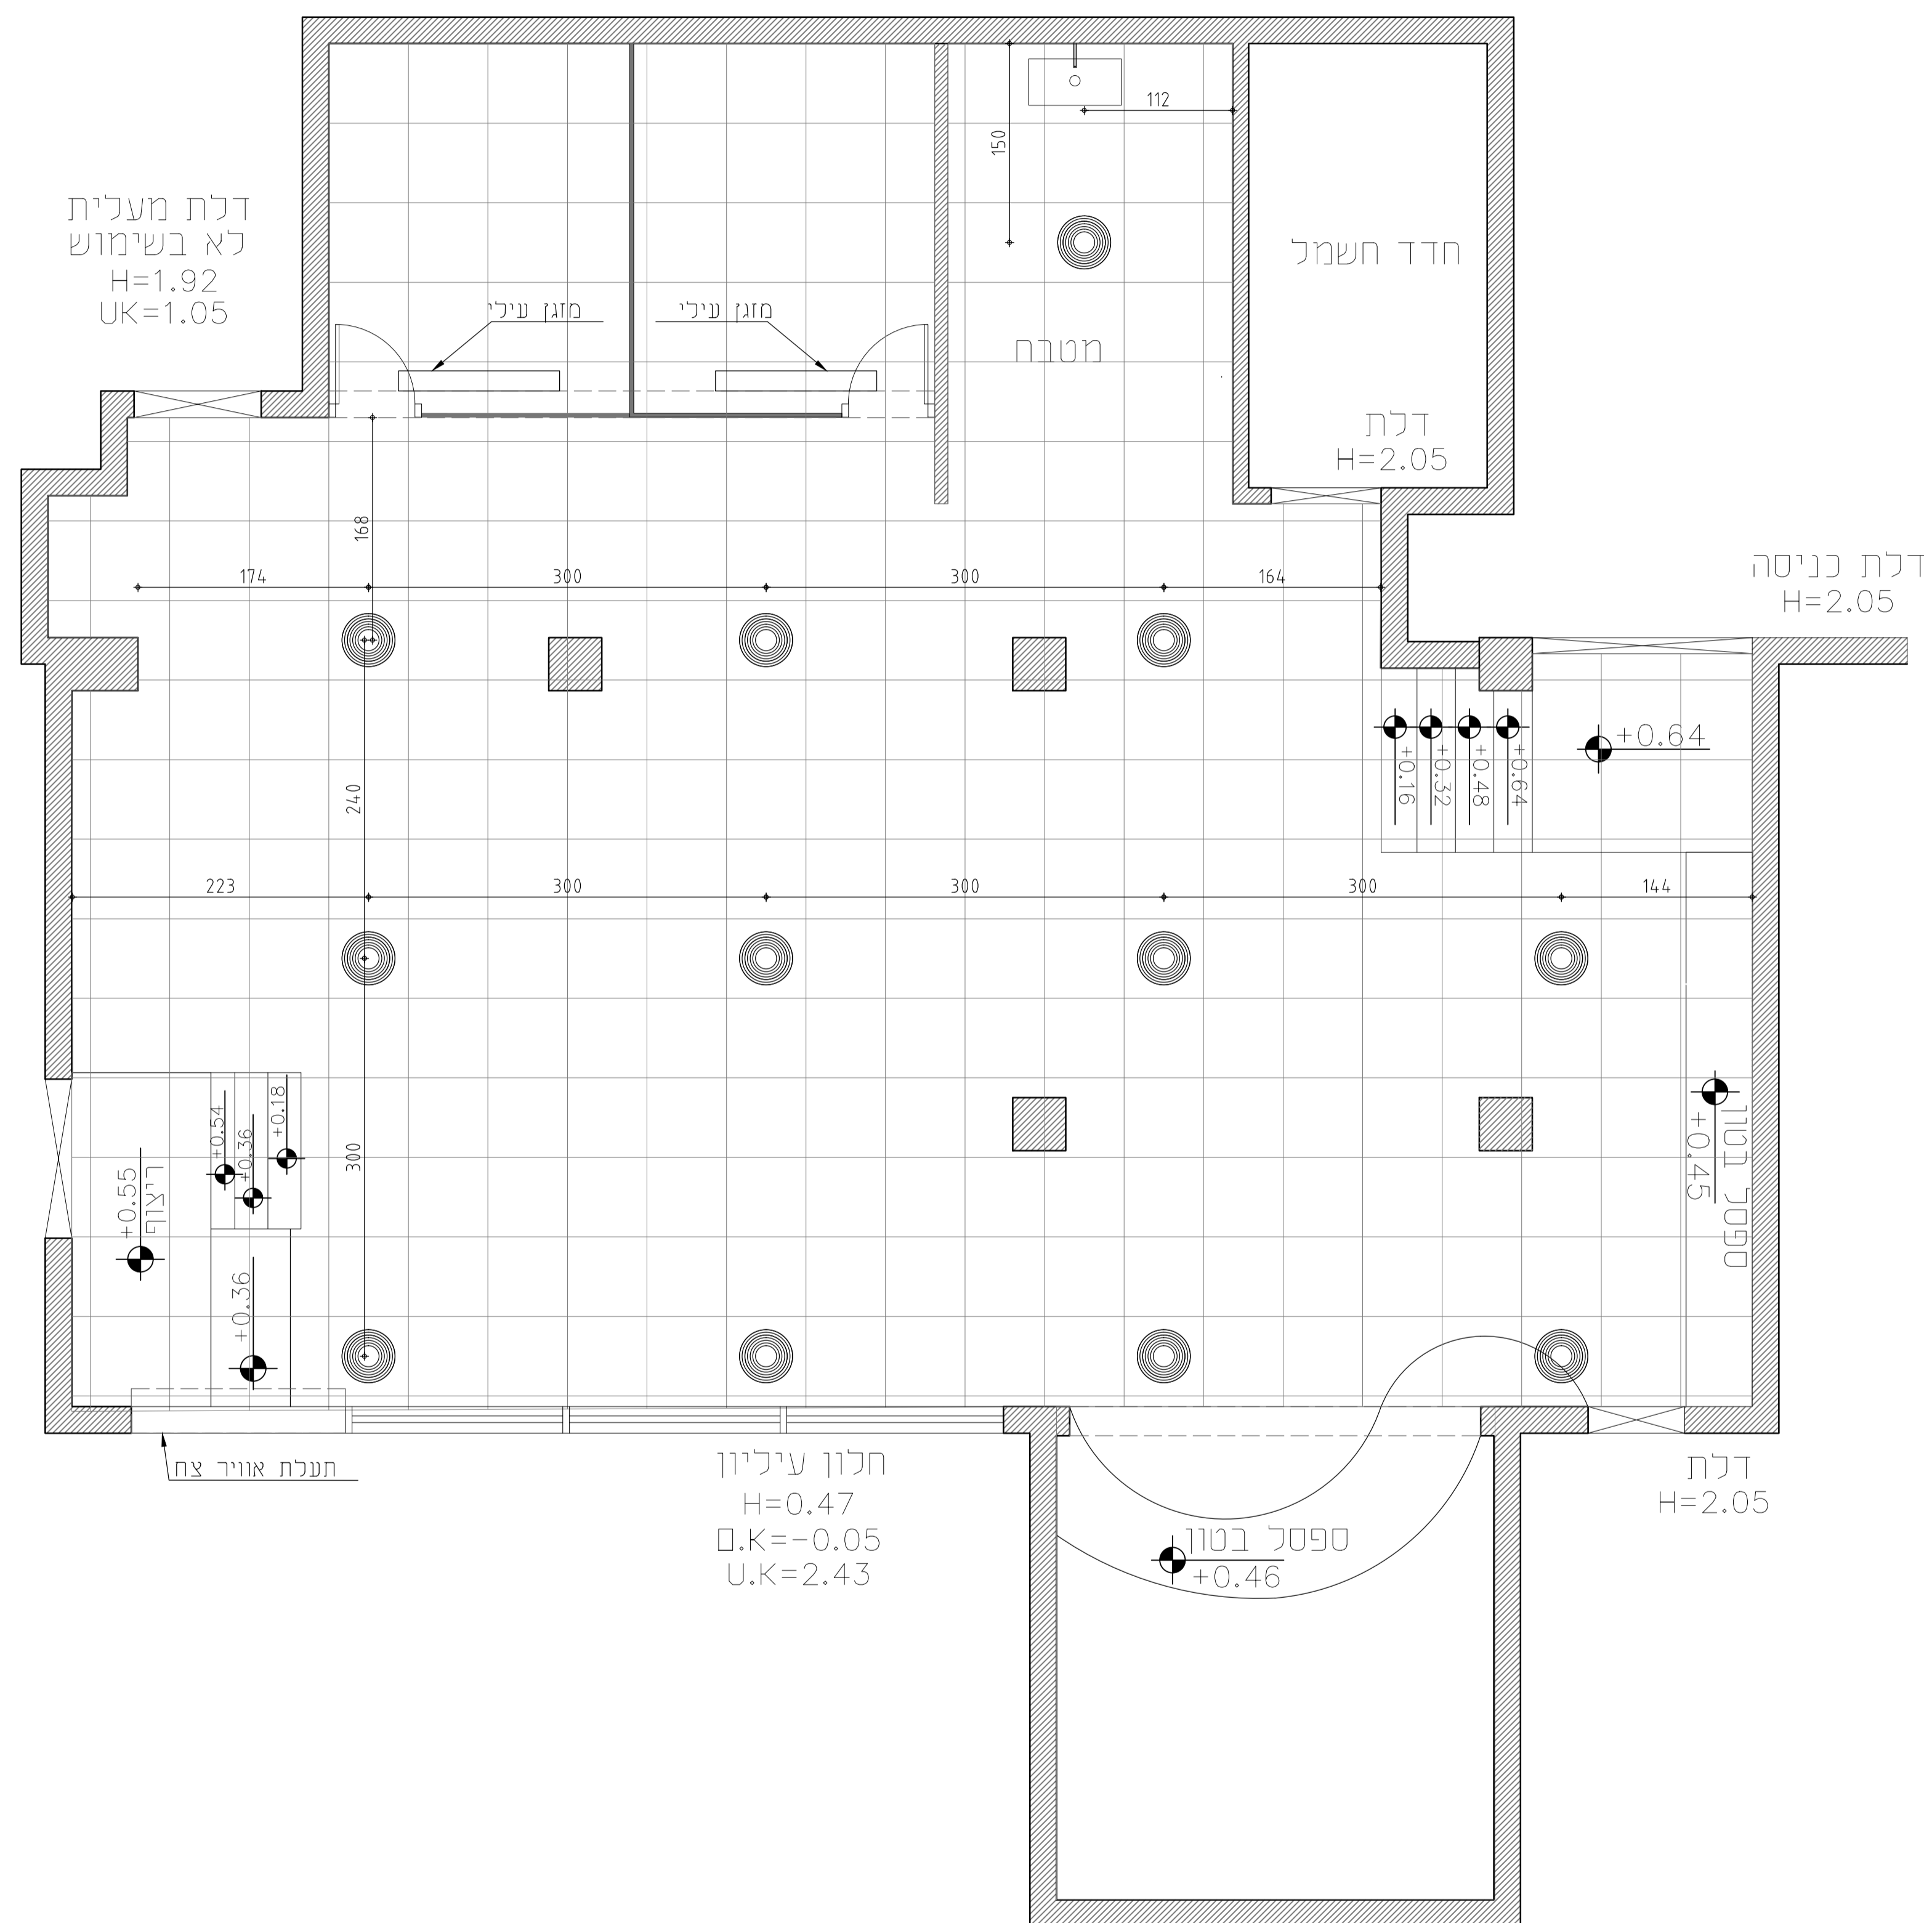 112
150
דלת מעלית
לא בשימוש
H=1.92
UK=1.05
חדד חשמל
מזגן עילי
מזגן עילי
מטבח
דלת
H=2.05
168
174
300
300
164
דלת כניסה
H=2.05
+0.64
+0.16
+0.32
+0.48
+0.64
240
223
300
300
300
144
+0.54
+0.36
+0.18
300
+0.55
ריצוף
+0.36
ספסל בטון
+0.45
תעלת אוויר צח
חלון עיליון
H=0.47
.K=-0.05
U.K=2.43
דלת
H=2.05
ספסל בטון
+0.46